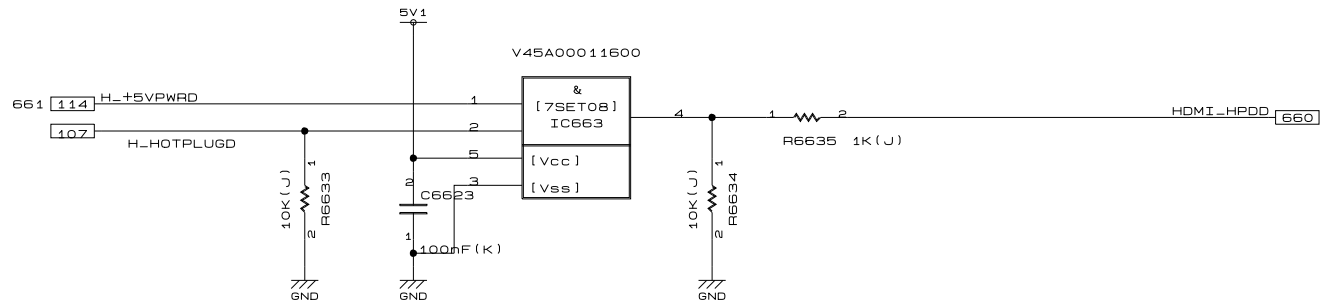 5V1
V45A00011600
661 114 H_+5VPWRD 1
&
[7SET08]
IC663
107 2
H_HOTPLUGD
4
1 2
HDMI_HPDD 660
R6635 1K(J)
5 [Vcc]
3 [Vss]
1
10K(J)
R6633
2
2
C6623
1
100nF(K)
1
10K(J)
R6634
2
GND
GND
GND